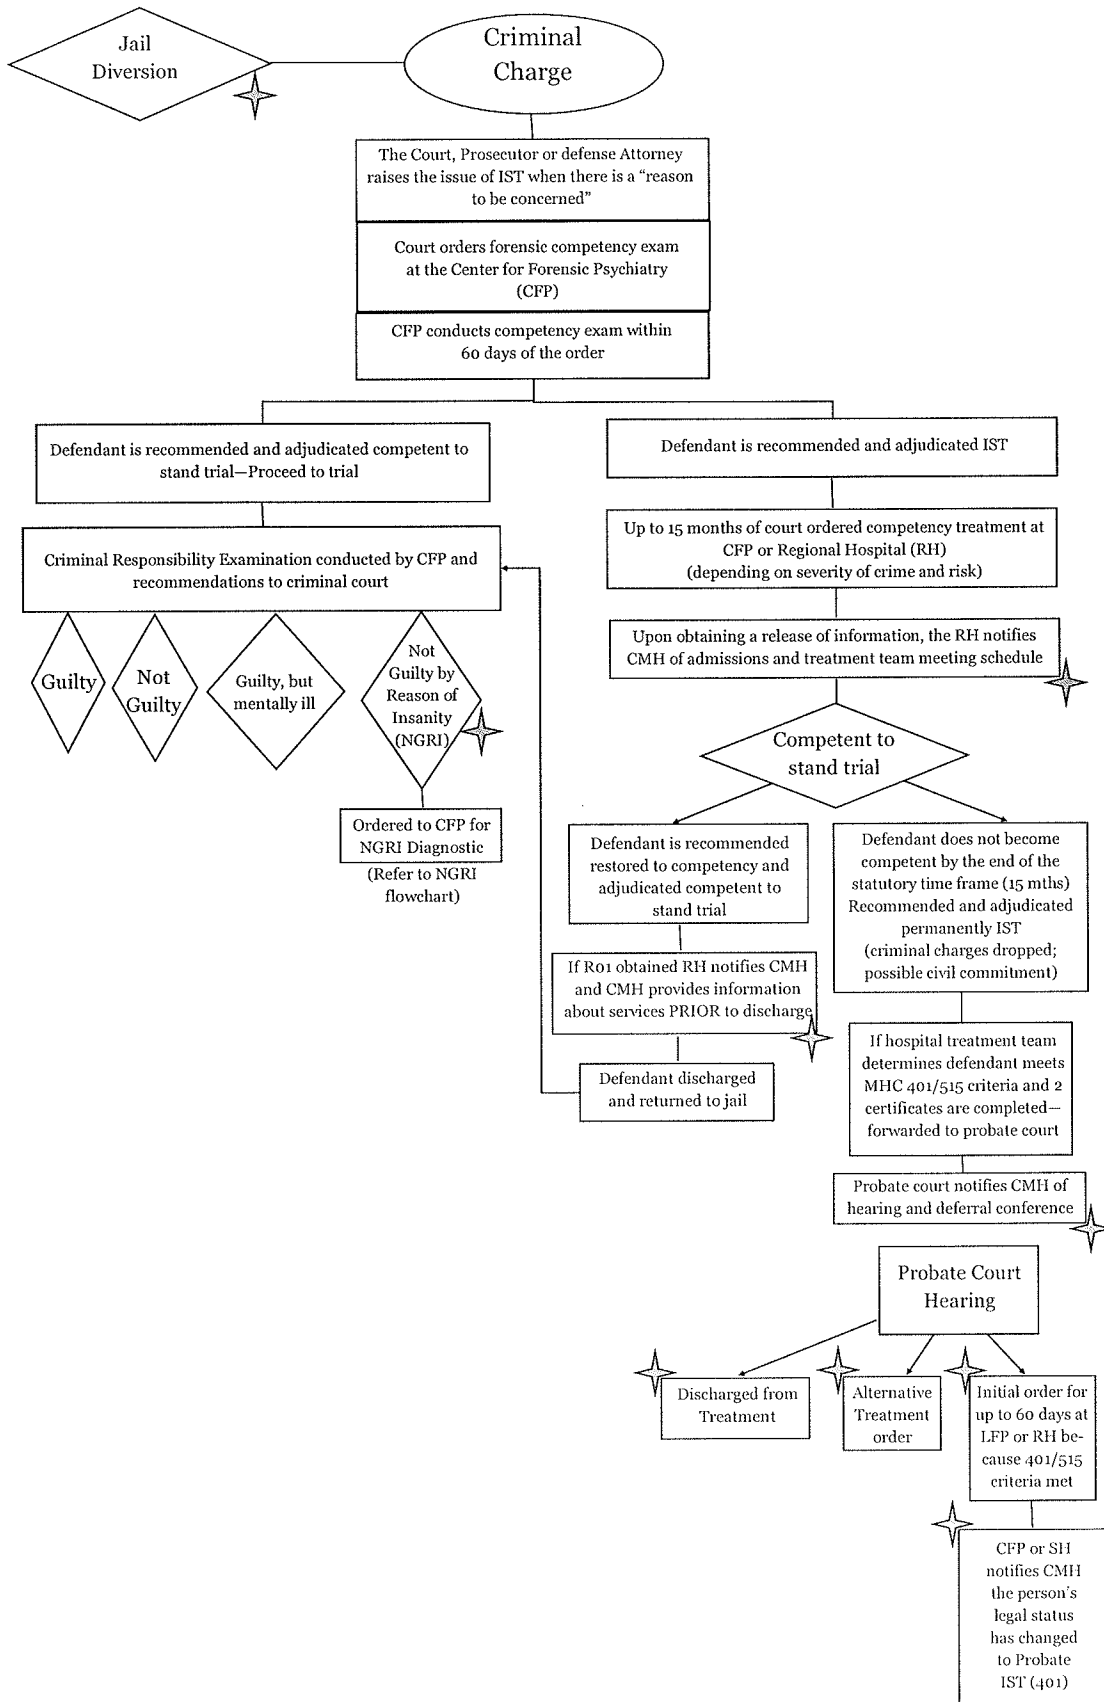 Jail
Diversion
Criminal
Charge
The Court, Prosecutor or defense Attorney
raises the issue of IST when there is a “reason
to be concerned”
Court orders forensic competency exam
at the Center for Forensic Psychiatry
(CFP)
CFP conducts competency exam within
60 days of the order
Defendant is recommended and adjudicated competent to
stand trial—Proceed to trial
Defendant is recommended and adjudicated IST
Criminal Responsibility Examination conducted by CFP and
recommendations to criminal court
Up to 15 months of court ordered competency treatment at
CFP or Regional Hospital (RH)
(depending on severity of crime and risk)
Guilty
Not
Guilty
Guilty, but
mentally ill
Not
Guilty by
Reason of
Insanity
(NGRI)
Upon obtaining a release of information, the RH notifies
CMH of admissions and treatment team meeting schedule
Ordered to CFP for
NGRI Diagnostic
(Refer to NGRI
flowchart)
Competent to
stand trial
Defendant is recommended
restored to competency and
adjudicated competent to
stand trial
Defendant does not become
competent by the end of the
statutory time frame (15 mths)
Recommended and adjudicated
permanently IST
(criminal charges dropped;
possible civil commitment)
If R01 obtained RH notifies CMH
and CMH provides information
about services PRIOR to discharge
Defendant discharged
and returned to jail
If hospital treatment team
determines defendant meets
MHC 401/515 criteria and 2
certificates are completed—
forwarded to probate court
Probate court notifies CMH of
hearing and deferral conference
Probate Court
Hearing
Discharged from
Treatment
Alternative
Treatment
order
Initial order for
up to 60 days at
LFP or RH be-
cause 401/515
criteria met
CFP or SH
notifies CMH
the person's
legal status
has changed
to Probate
IST (401)